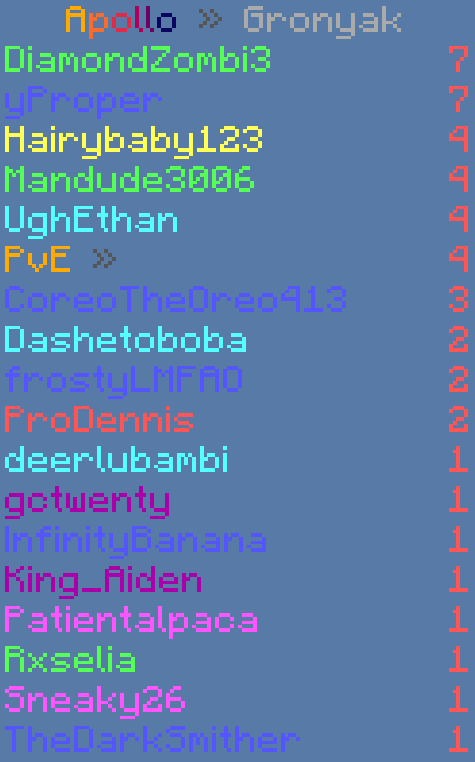 Apollo » Gronyak
DiamondZombi3 7
yProper 7
Hairybaby123 4
Mandude3006 4
UghEthan 4
PvE » 4
CoreoTheOreo413 3
Dashetoboba 2
frostyLMFAO 2
ProDennis 2
deerlubambi 1
gctwenty 1
InfinityBanana 1
King_Aiden 1
Patientalpaca 1
Rxselia 1
Sneaky26 1
TheDarkSmither 1